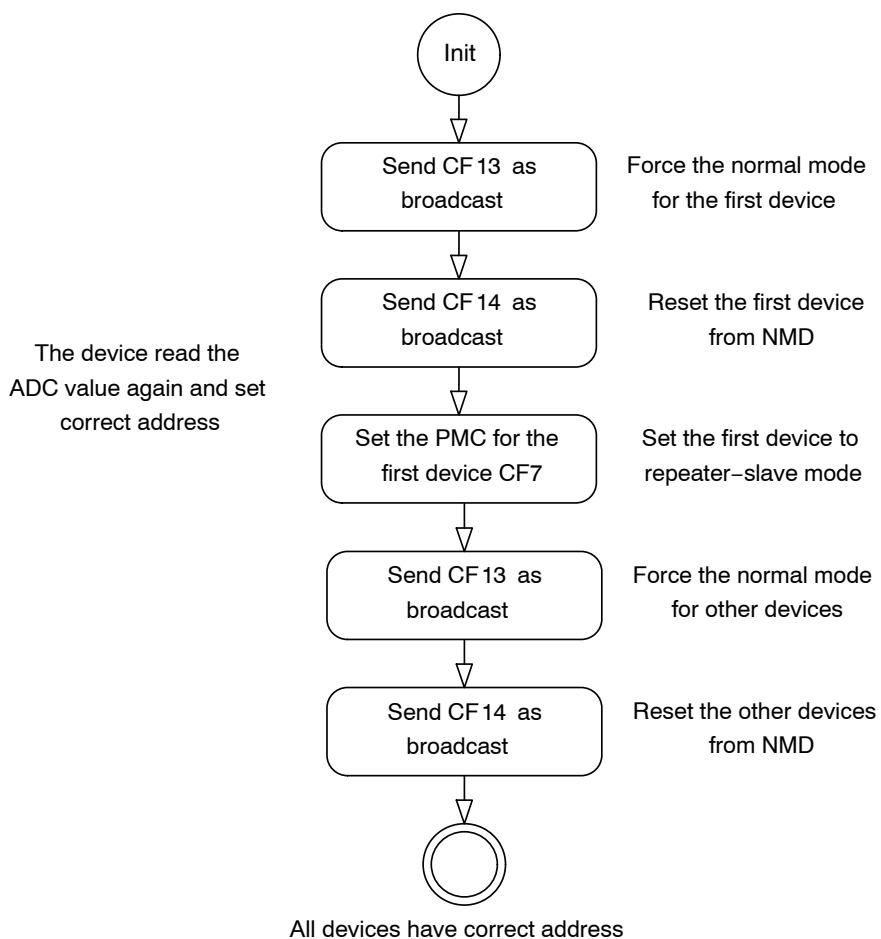 Init
Send CF13 as
broadcast
Force the normal mode
for the first device
Send CF14 as
broadcast
Reset the first device
from NMD
The device read the
ADC value again and set
correct address
Set the PMC for the
first device CF7
Set the first device to
repeater−slave mode
Send CF13 as
broadcast
Force the normal mode
for other devices
Send CF14 as
broadcast
Reset the other devices
from NMD
All devices have correct address